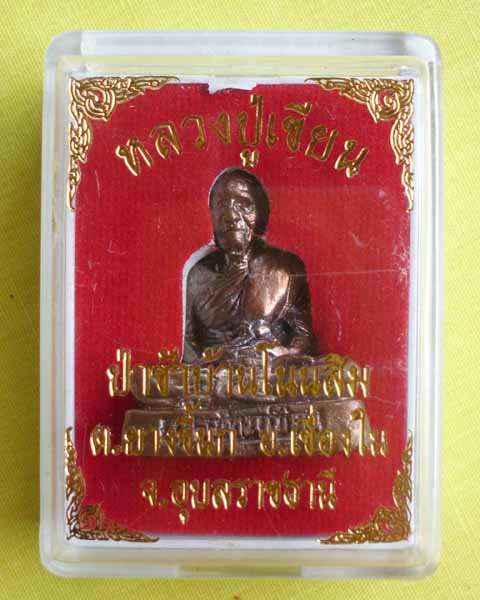 หลวงปู่เขียน
ป่าช้าบ้านโนนสิม
ต.ยางขี้นก อ.เขื่องใน
จ.อุบลราชธานี